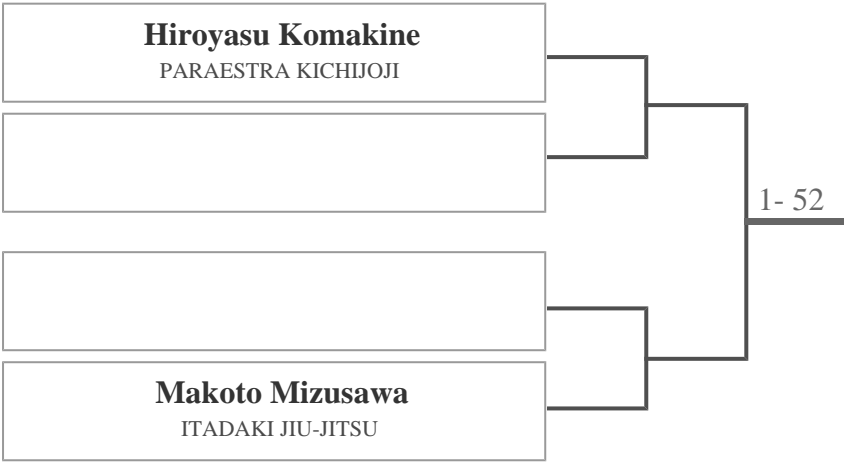 Hiroyasu Komakine
PARAESTRA KICHIJOJI
1- 52
Makoto Mizusawa
ITADAKI JIU-JITSU